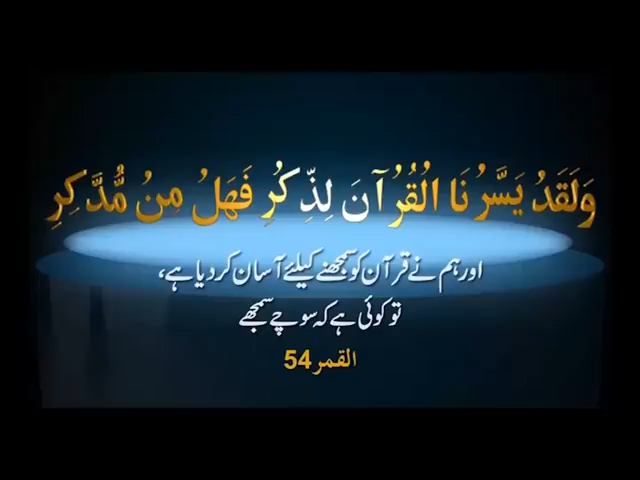 وَلَقَدُ يَسَّرُ نَا الُقُرُآنَ لِذِّكُرِ فَهَلُ مِنُ مُّدَّكِرِ
اور ہم نے قرآن کو سمجھنے کیلئے آسان کر دیا ہے،
تو کوئی ہے کہ سوچے سمجھے
القمر 54